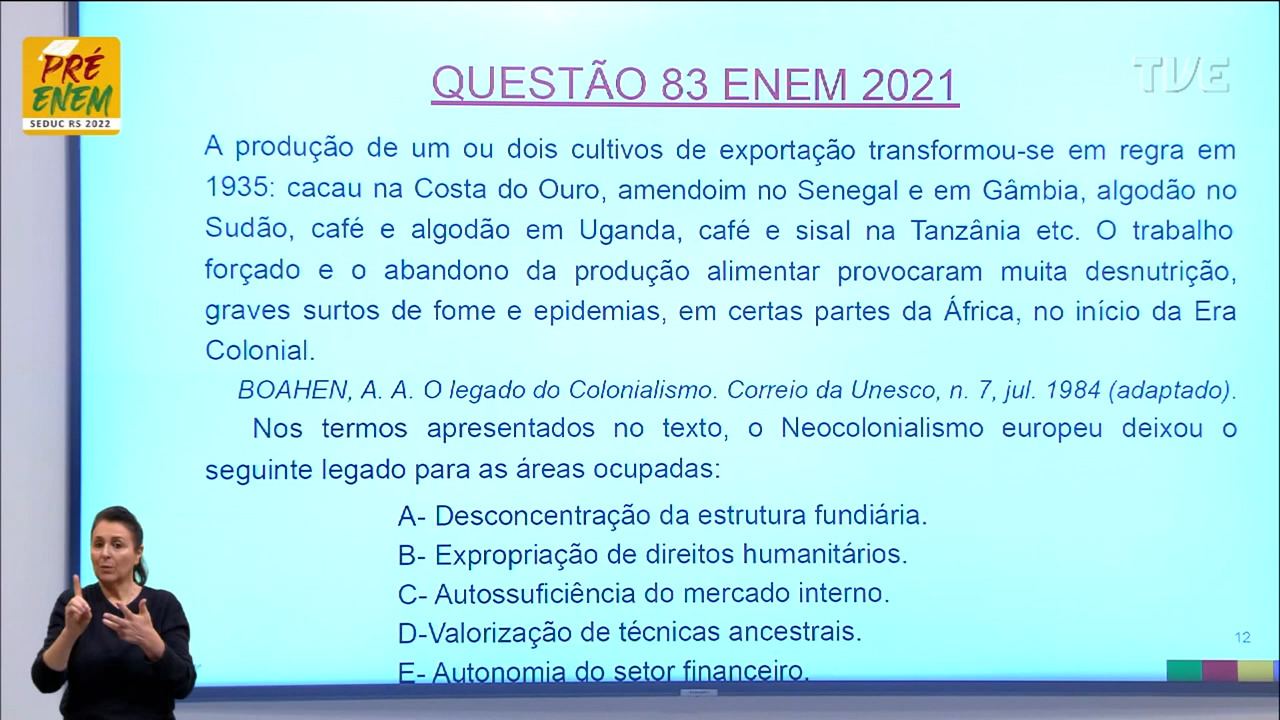 PRÉ
ENEM
SEDUC RS 2022
TVE
QUESTÃO 83 ENEM 2021
A produção de um ou dois cultivos de exportação transformou-se em regra em
1935: cacau na Costa do Ouro, amendoim no Senegal e em Gâmbia, algodão no
Sudão, café e algodão em Uganda, café e sisal na Tanzânia etc. O trabalho
forçado e o abandono da produção alimentar provocaram muita desnutrição,
graves surtos de fome e epidemias, em certas partes da África, no início da Era
Colonial.
BOAHEN, A. A. O legado do Colonialismo. Correio da Unesco, n. 7, jul. 1984 (adaptado).
Nos termos apresentados no texto, o Neocolonialismo europeu deixou o
seguinte legado para as áreas ocupadas:
A- Desconcentração da estrutura fundiária.
B- Expropriação de direitos humanitários.
C- Autossuficiência do mercado interno.
D-Valorização de técnicas ancestrais.
E- Autonomia do setor financeiro.
12